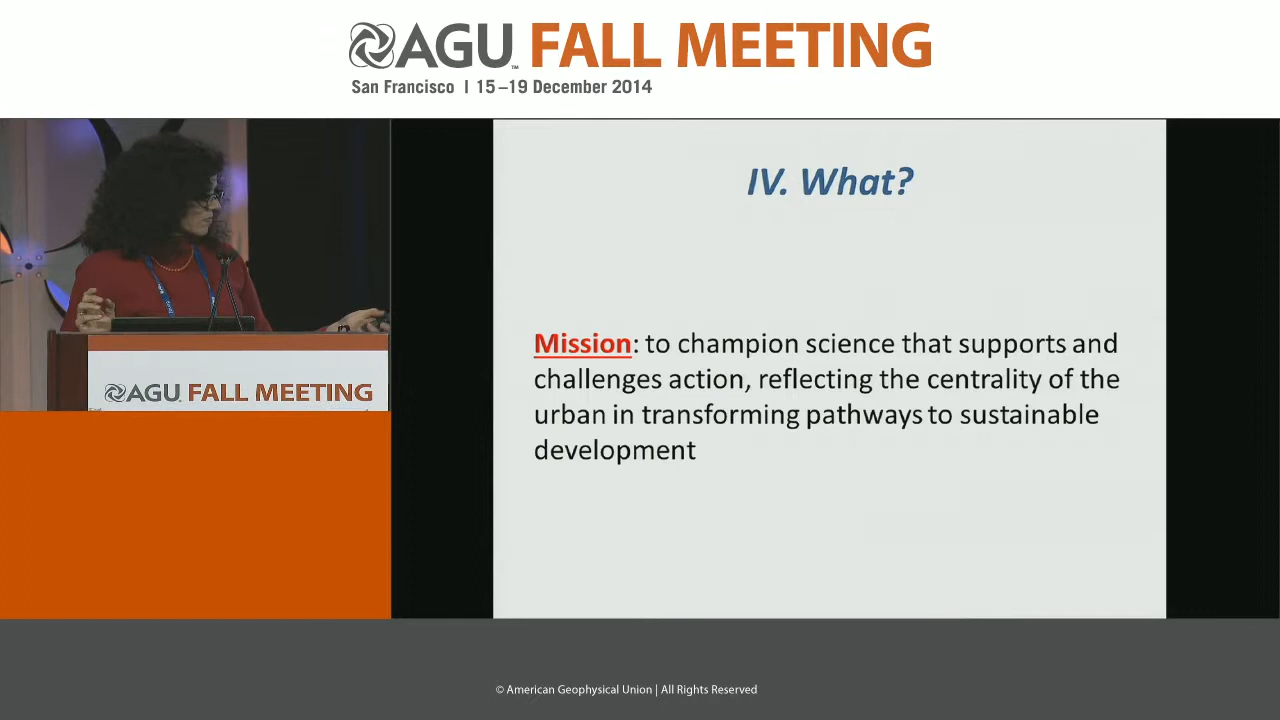 AGU™ FALL MEETING
San Francisco | 15–19 December 2014
IV. What?
Mission: to champion science that supports and
challenges action, reflecting the centrality of the
urban in transforming pathways to sustainable
development
AGU FALL MEETING
© American Geophysical Union | All Rights Reserved